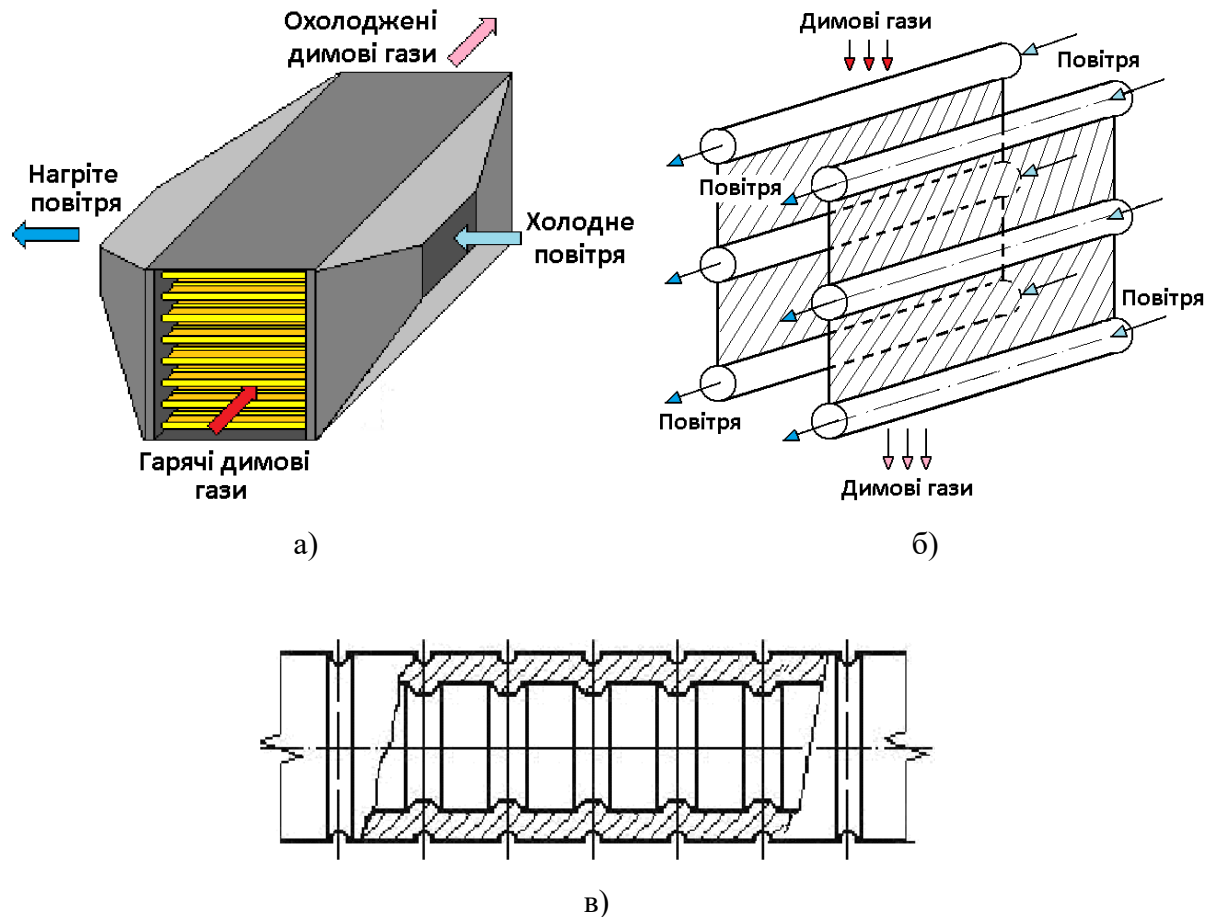 Охолоджені
димові гази
Нагріте
повітря
Холодне
повітря
Гарячі димові
гази
а)
Димові гази
Повітря
Повітря
Повітря
Повітря
Димові гази
б)
в)